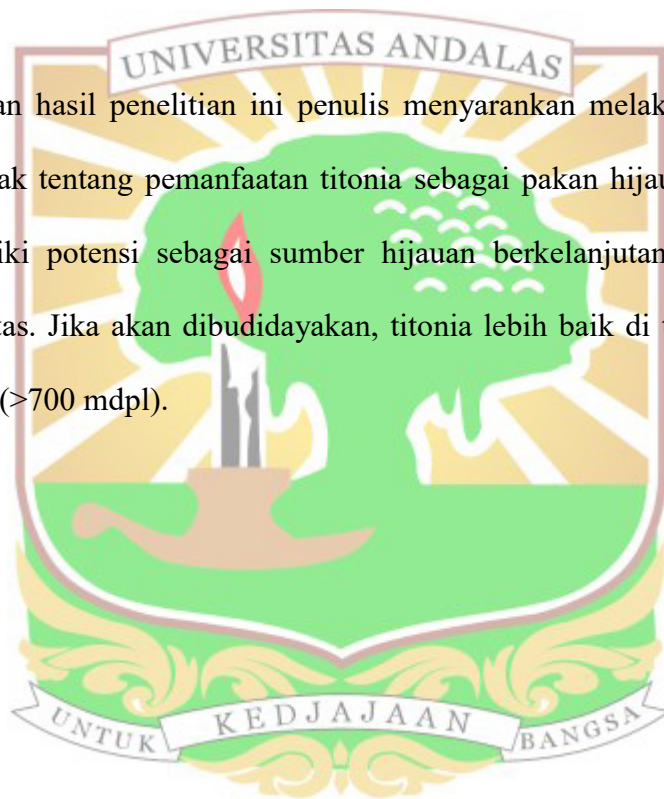 UNIVERSITAS ANDALAS
an hasil penelitian ini penulis menyarankan melak
ak tentang pemanfaatan titonia sebagai pakan hijau
iki potensi sebagai sumber hijauan berkelanjutan
tas. Jika akan dibudidayakan, titonia lebih baik di
(>700 mdpl).
UNTUK KEDJAJAAN BANGSA